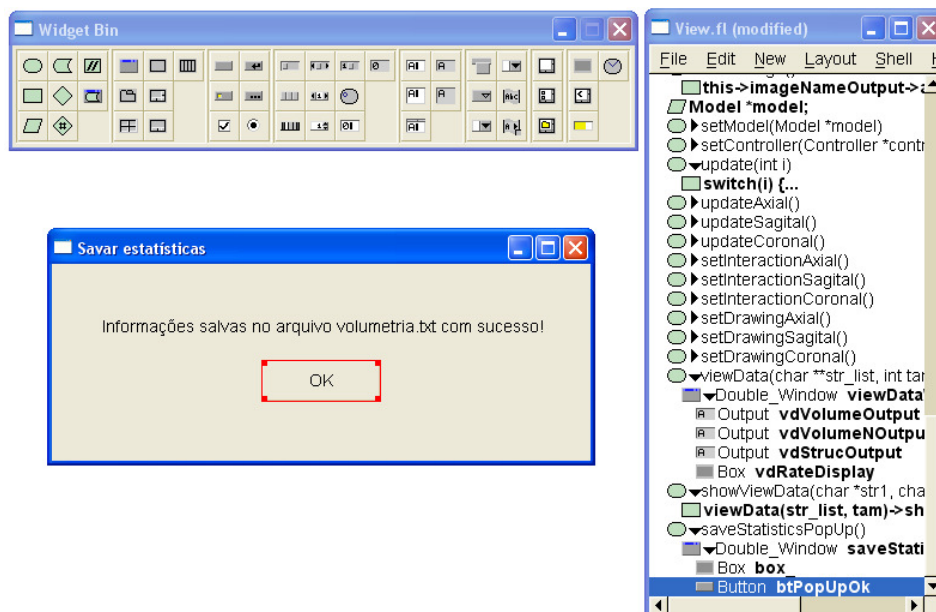 Widget Bin
View.fl (modified)
File Edit New Layout Shell
this->imageNameOutput->
Model *model;
setModel(Model *model)
setController(Controller *contr
update(int i)
switch(i) {...
updateAxial()
updateSagital()
updateCoronal()
setInteractionAxial()
setInteractionSagital()
setInteractionCoronal()
setDrawingAxial()
setDrawingSagital()
setDrawingCoronal()
viewData(char **str_list, int tar
Double_Window viewData
Output vdVolumeOutput
Output vdVolumeNOutpu
Output vdStrucOutput
Box vdRateDisplay
showViewData(char *str1, cha
viewData(str_list, tam)->sh
saveStatisticsPopUp()
Double_Window saveStati
Box box_
Button btPopUpOk
Savar estatísticas
Informações salvas no arquivo volumetria.txt com sucesso!
OK